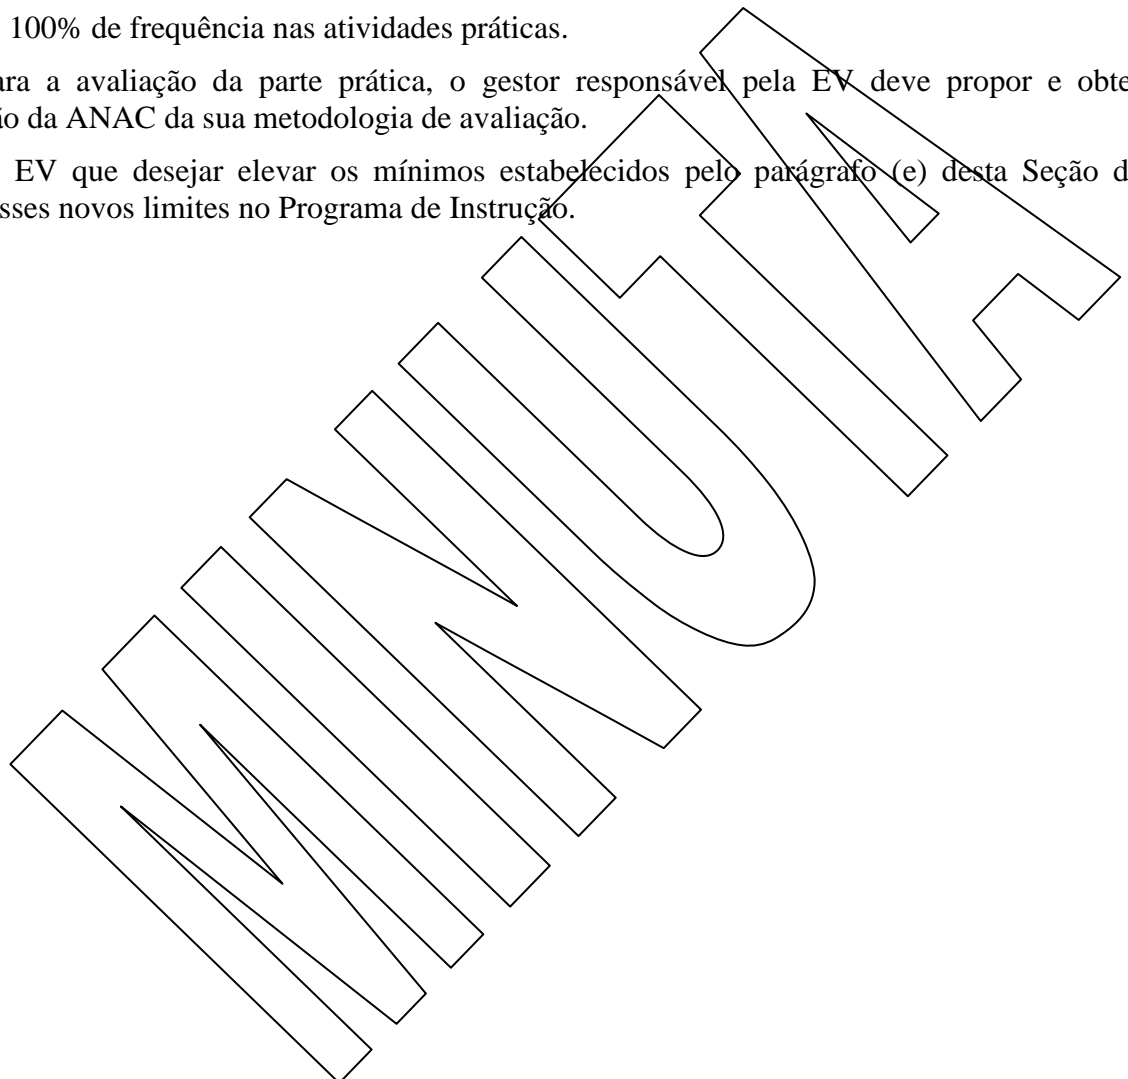 100% de frequência nas atividades práticas.
ara a avaliação da parte prática, o gestor responsável pela EV deve propor e obte
ão da ANAC da sua metodologia de avaliação.
EV que desejar elevar os mínimos estabelecidos pelo parágrafo (e) desta Seção d
sses novos limites no Programa de Instrução.
MINUTA